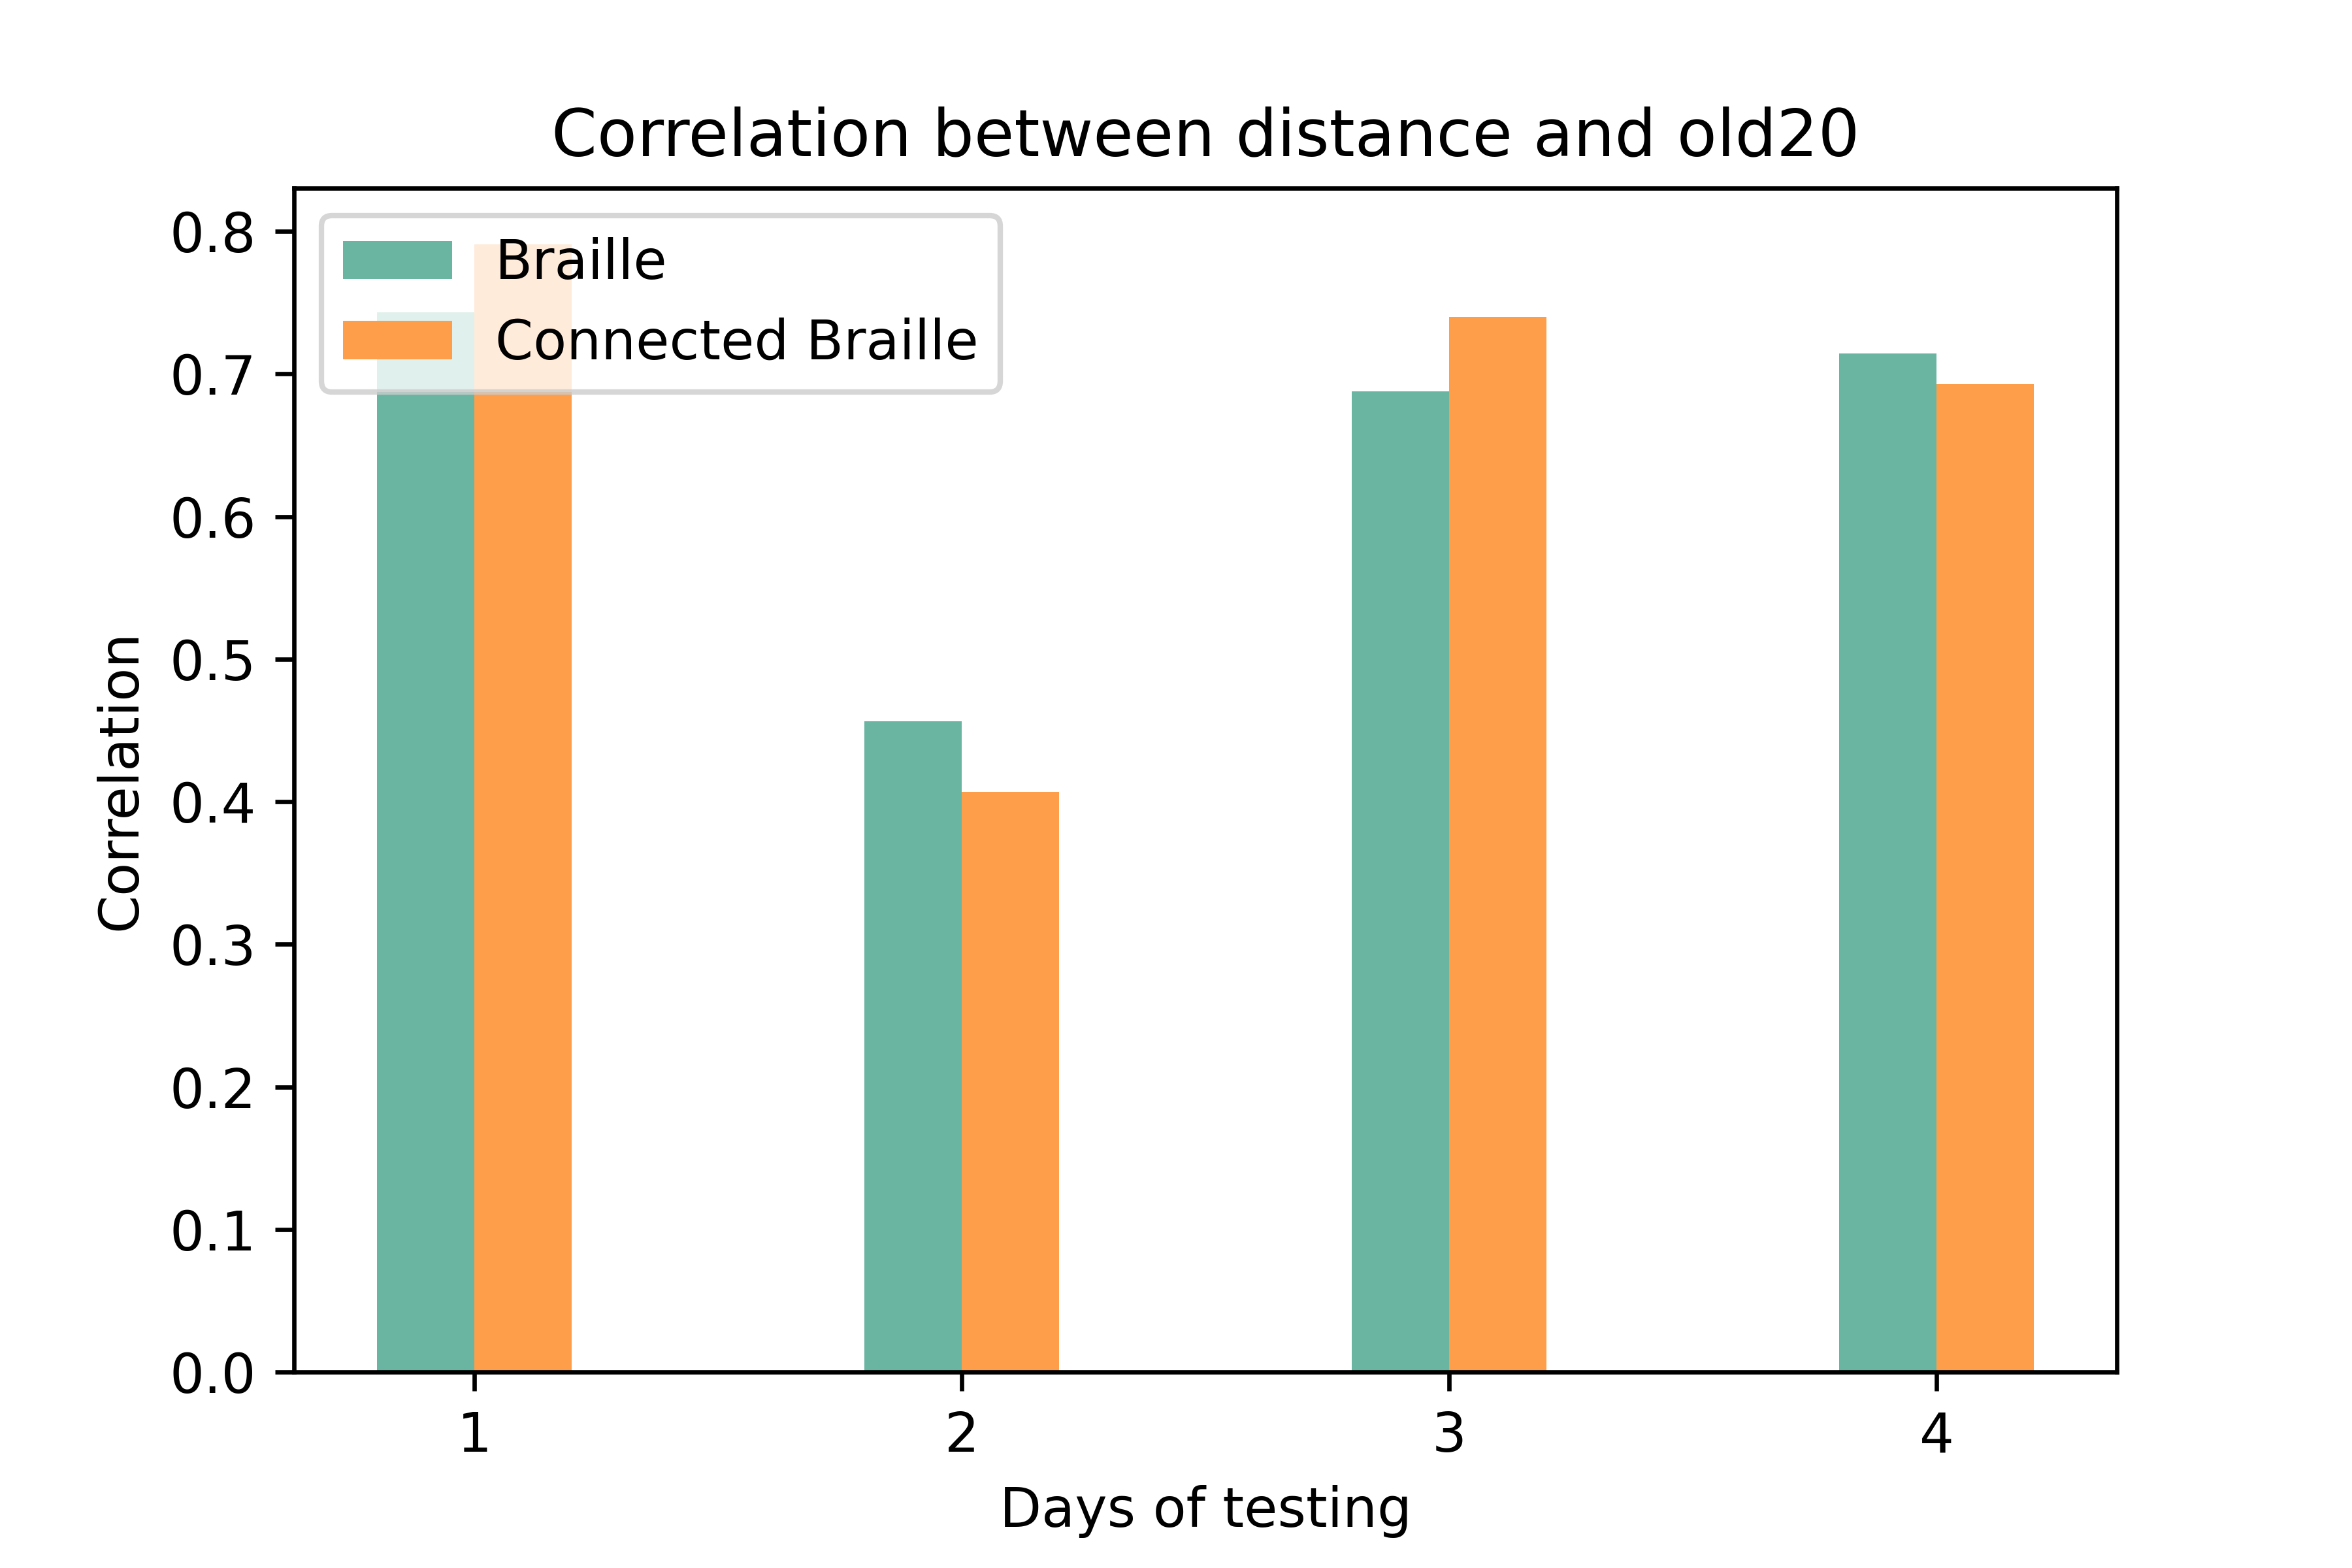 Correlation between distance and old20
Braille
Connected Braille
0.8
0.7
0.6
0.5
0.4
0.3
0.2
0.1
0.0
Correlation
1 2 3 4
Days of testing